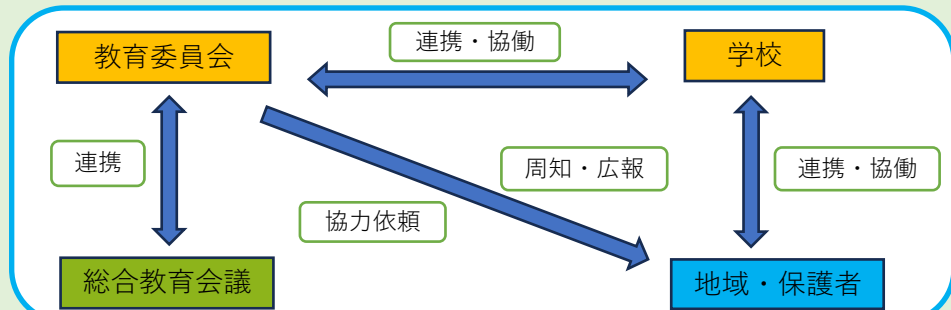 教育委員会
連携・協働
学校
連携
周知・広報
連携・協働
協力依頼
総合教育会議
地域・保護者